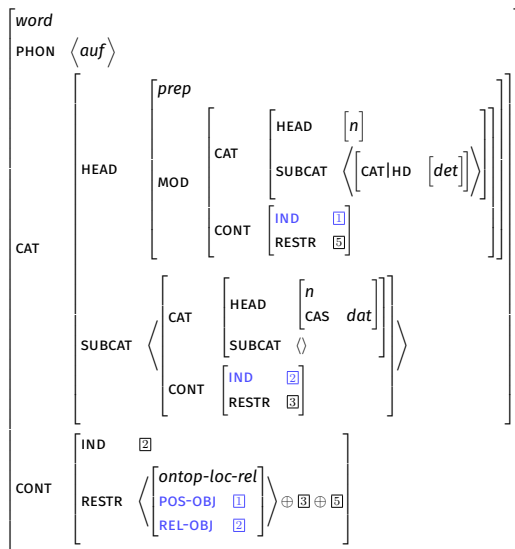 word
PHON ⟨auf⟩
prep
HEAD [n]
CAT
SUBCAT ⟨[CAT|HD [det]]⟩
HEAD
MOD
IND 1
CONT
RESTR 5
CAT
n
HEAD
CAS dat
CAT
SUBCAT ⟨⟩
SUBCAT
IND 2
CONT
RESTR 3
IND 2
ontop-loc-rel
CONT
RESTR ⟨[POS-OBJ 1]⟩ ⊕ 3 ⊕ 5
REL-OBJ 2